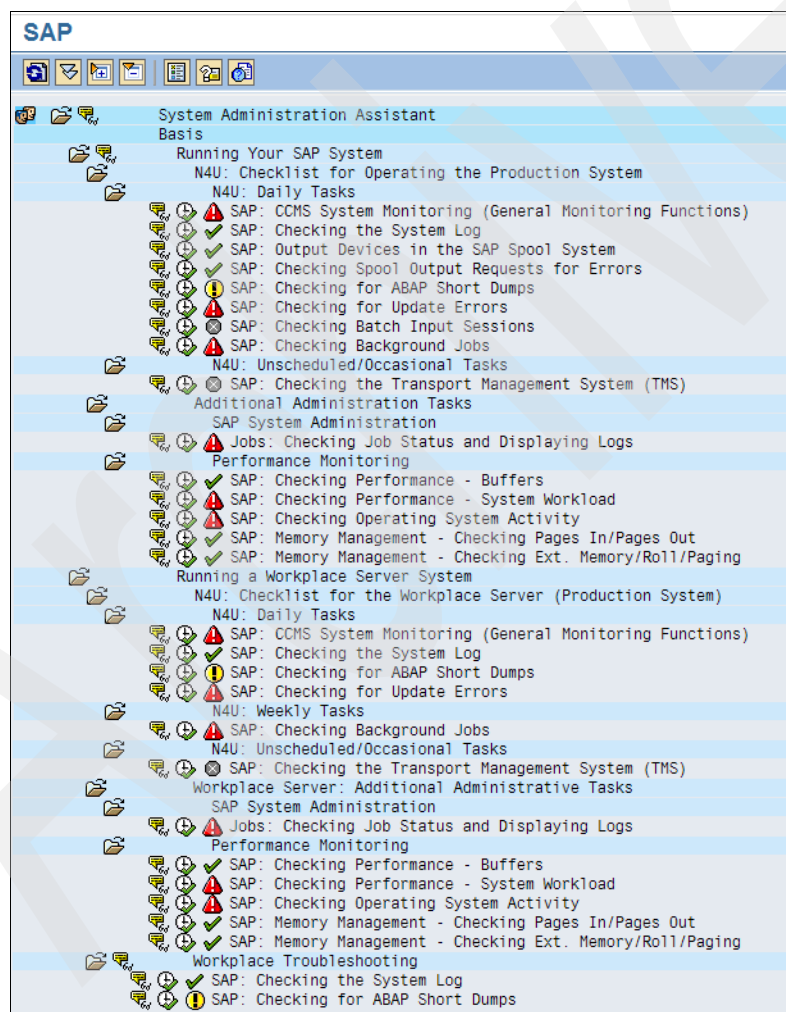 SAP
System Administration Assistant
Basis
Running Your SAP System
N4U: Checklist for Operating the Production System
N4U: Daily Tasks
SAP: CCMS System Monitoring (General Monitoring Functions)
SAP: Checking the System Log
SAP: Output Devices in the SAP Spool System
SAP: Checking Spool Output Requests for Errors
SAP: Checking for ABAP Short Dumps
SAP: Checking for Update Errors
SAP: Checking Batch Input Sessions
SAP: Checking Background Jobs
N4U: Unscheduled/Occasional Tasks
SAP: Checking the Transport Management System (TMS)
Additional Administration Tasks
SAP System Administration
Jobs: Checking Job Status and Displaying Logs
Performance Monitoring
SAP: Checking Performance - Buffers
SAP: Checking Performance - System Workload
SAP: Checking Operating System Activity
SAP: Memory Management - Checking Pages In/Pages Out
SAP: Memory Management - Checking Ext. Memory/Roll/Paging
Running a Workplace Server System
N4U: Checklist for the Workplace Server (Production System)
N4U: Daily Tasks
SAP: CCMS System Monitoring (General Monitoring Functions)
SAP: Checking the System Log
SAP: Checking for ABAP Short Dumps
SAP: Checking for Update Errors
N4U: Weekly Tasks
SAP: Checking Background Jobs
N4U: Unscheduled/Occasional Tasks
SAP: Checking the Transport Management System (TMS)
Workplace Server: Additional Administrative Tasks
SAP System Administration
Jobs: Checking Job Status and Displaying Logs
Performance Monitoring
SAP: Checking Performance - Buffers
SAP: Checking Performance - System Workload
SAP: Checking Operating System Activity
SAP: Memory Management - Checking Pages In/Pages Out
SAP: Memory Management - Checking Ext. Memory/Roll/Paging
Workplace Troubleshooting
SAP: Checking the System Log
SAP: Checking for ABAP Short Dumps